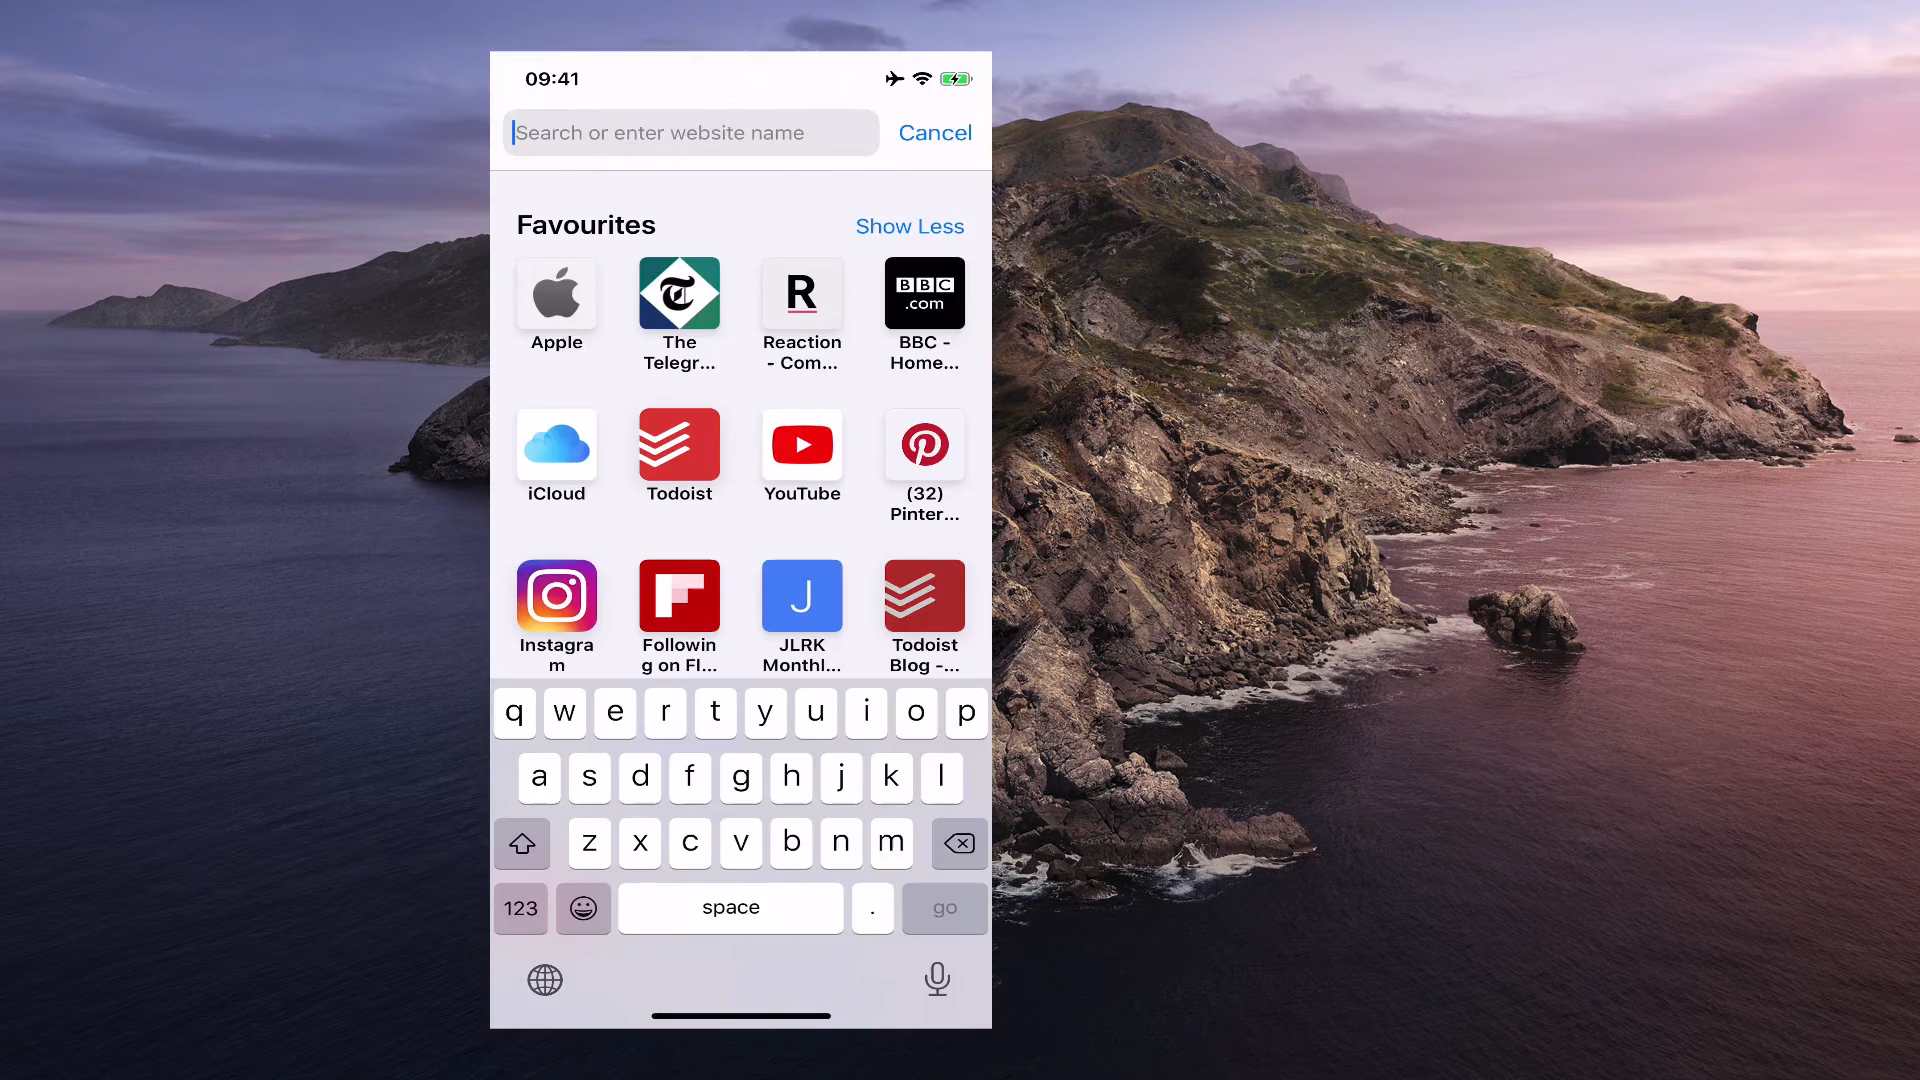 09:41
Search or enter website name
Cancel
Favourites
Show Less
R
BBC
.com
Apple
The
Telegr...
Reaction
- Com...
BBC -
Home...
iCloud
Todoist
YouTube
(32)
Pinter...
J
Instagra
m
Followin
g on Fl...
JLRK
Monthl...
Todoist
Blog -...
q w e r t y u i o p
a s d f g h j k l
z x c v b n m
123
space
.
go